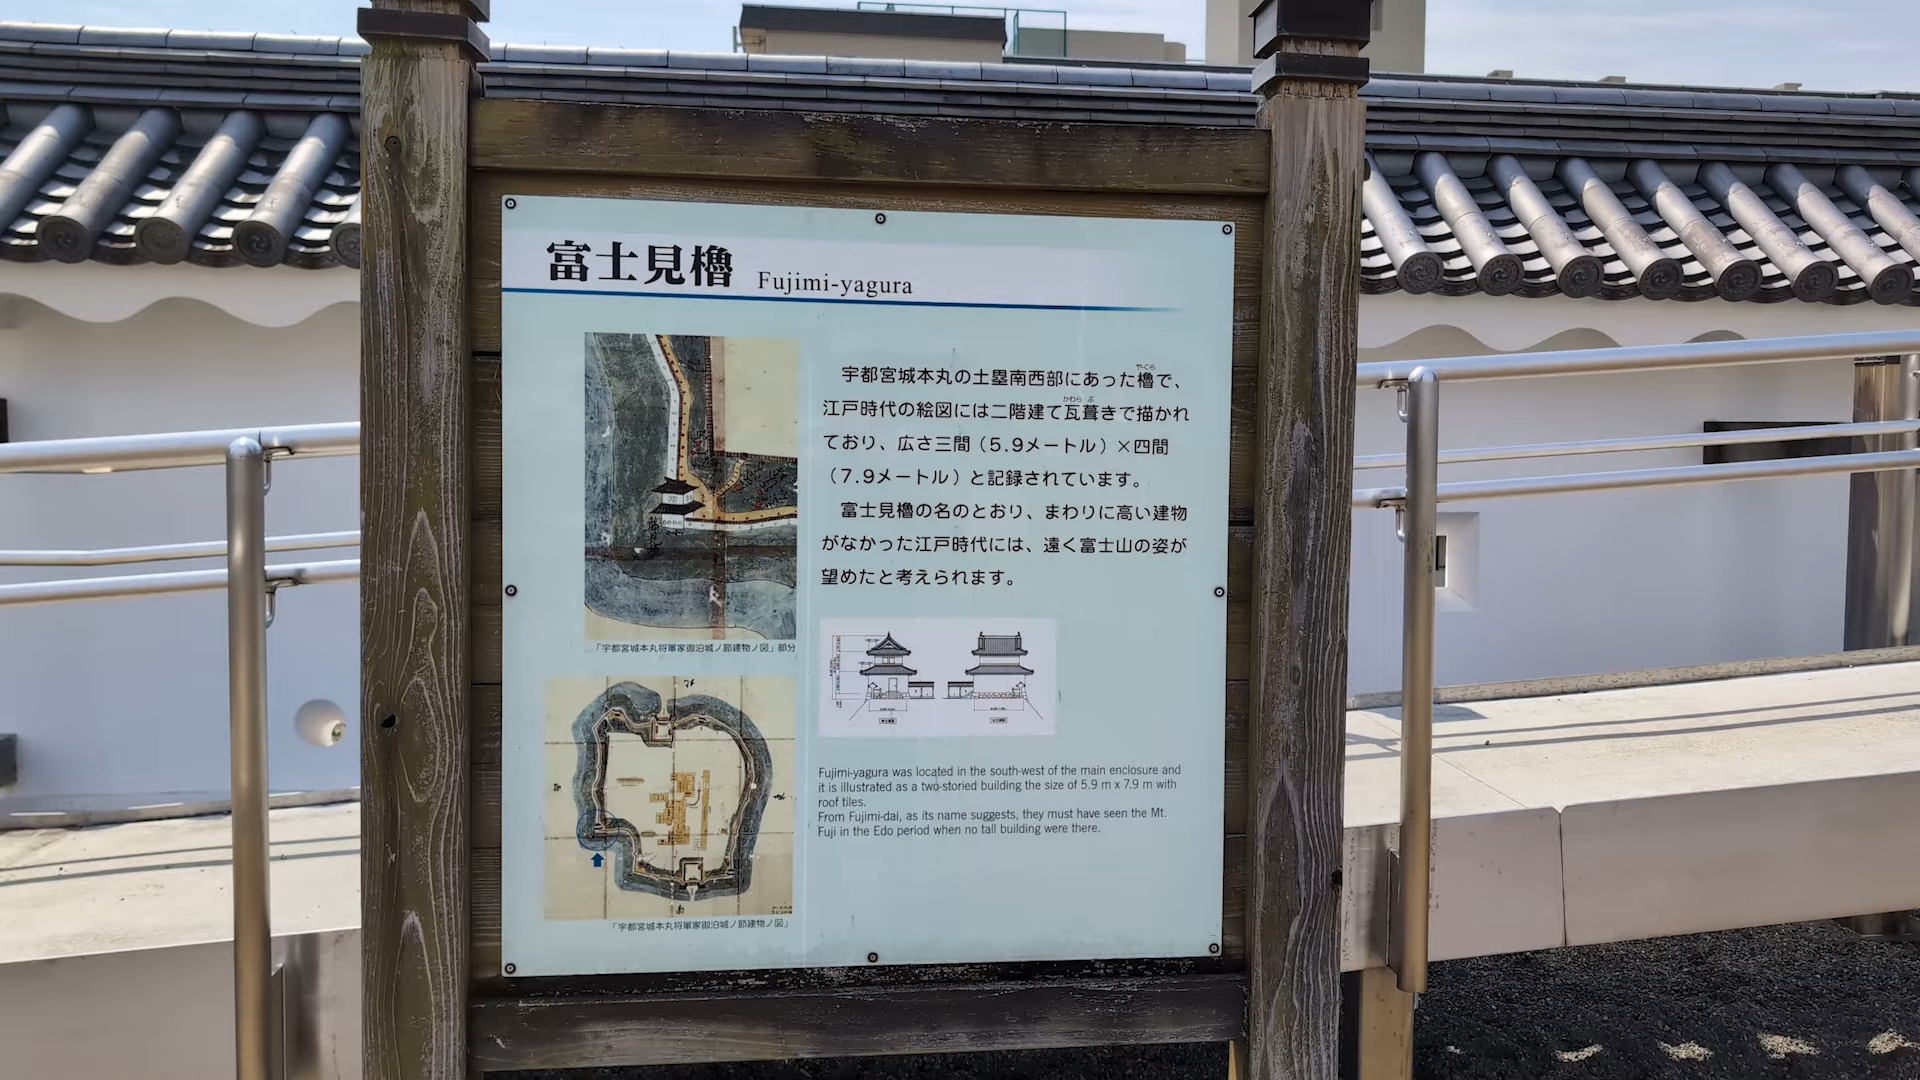 富士見櫓 Fujimi-yagura
宇都宮城本丸の土塁南西部にあった櫓で、
やぐら
江戸時代の絵図には二階建て瓦葺きで描かれ
かわら ぶ
ており、広さ三間（5.9メートル）×四間
（7.9メートル）と記録されています。
富士見櫓の名のとおり、まわりに高い建物
がなかった江戸時代には、遠く富士山の姿が
望めたと考えられます。
「宇都宮城本丸将軍家御泊城ノ節建物ノ図」部分
「宇都宮城本丸将軍家御泊城ノ節建物ノ図」
Fujimi-yagura was located in the south-west of the main enclosure and
it is illustrated as a two-storied building the size of 5.9 m x 7.9 m with
roof tiles.
From Fujimi-dai, as its name suggests, they must have seen the Mt.
Fuji in the Edo period when no tall building were there.